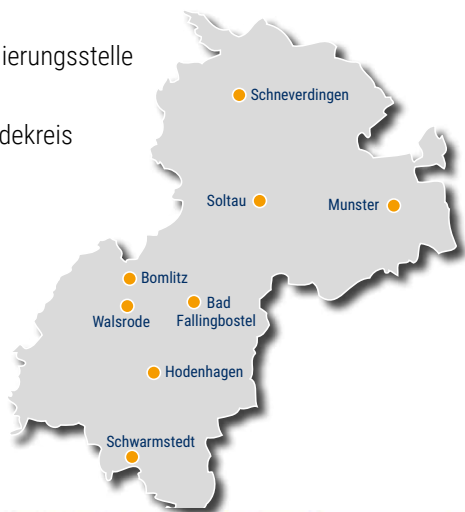 ierungsstelle
Schneverdingen
dekreis
Soltau
Munster
Bomlitz
Walsrode
Bad
Fallingbostel
Hodenhagen
Schwarmstedt